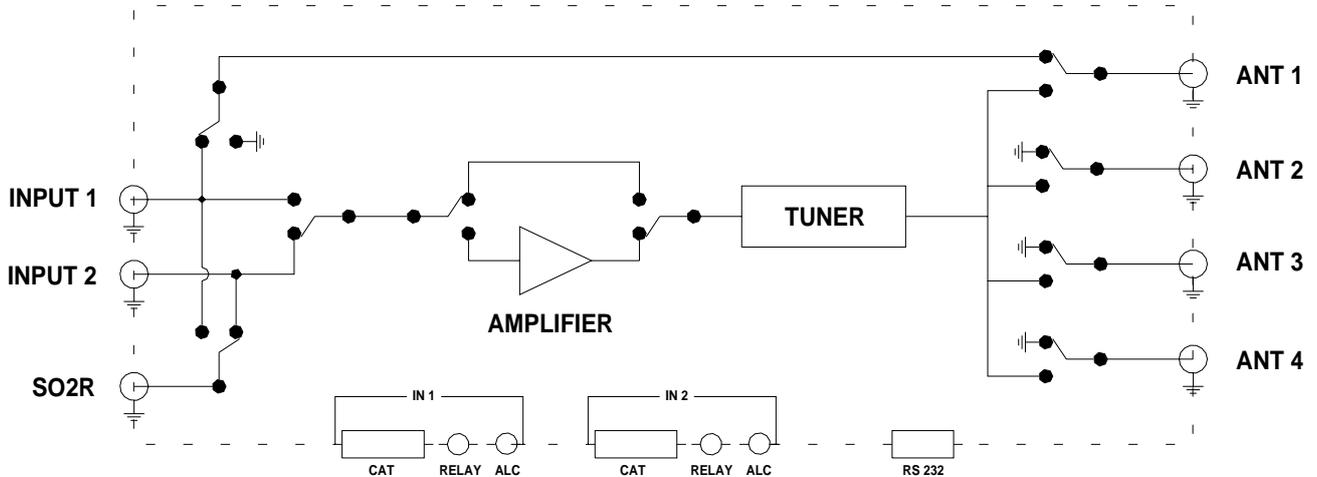 ANT 1
ANT 2
INPUT 1
TUNER
ANT 3
INPUT 2
AMPLIFIER
ANT 4
SO2R
IN 1
IN 2
CAT
RELAY
ALC
CAT
RELAY
ALC
RS 232